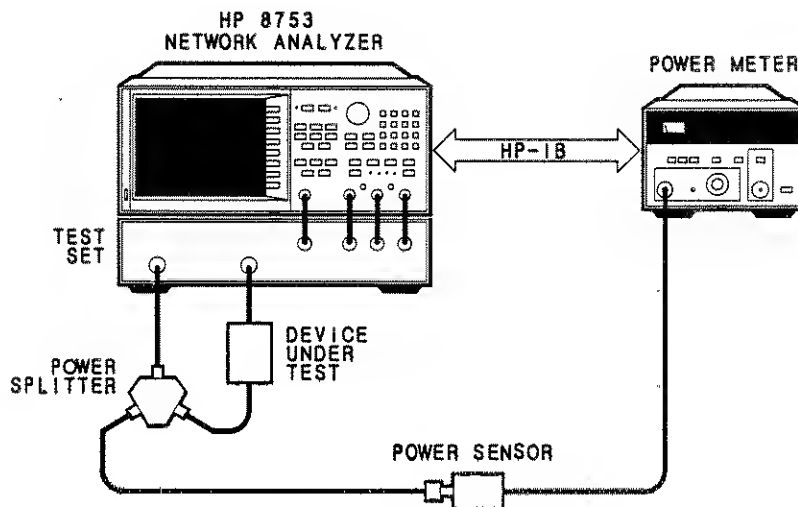 HP 8753
NETWORK ANALYZER
POWER METER
HP-IB
TEST
SET
DEVICE
UNDER
TEST
POWER
SPLITTER
POWER SENSOR